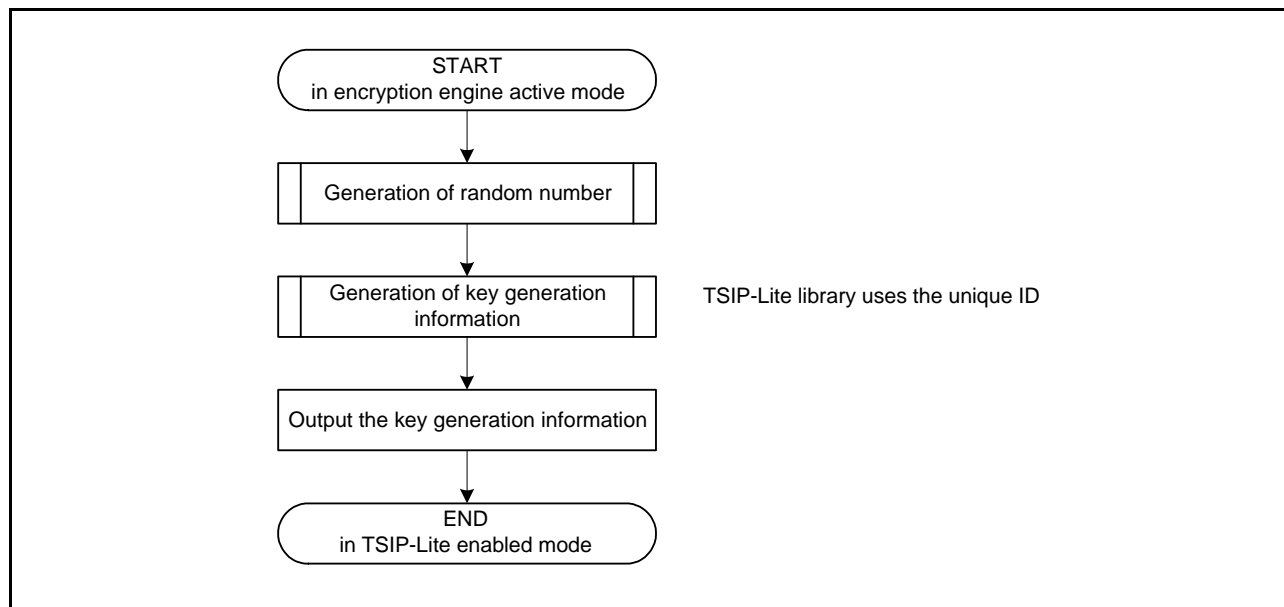 START
in encryption engine active mode
Generation of random number
Generation of key generation
information
TSIP-Lite library uses the unique ID
Output the key generation information
END
in TSIP-Lite enabled mode